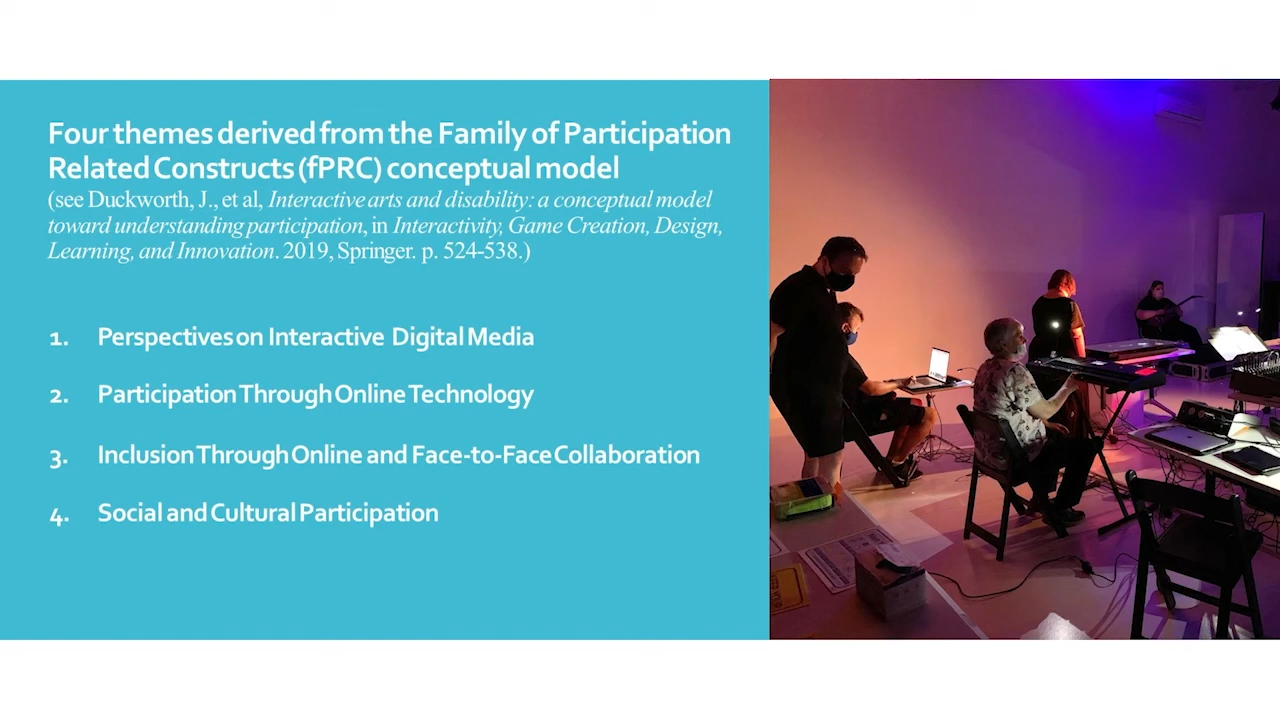 Four themes derived from the Family of Participation
Related Constructs (fPRC) conceptual model
(see Duckworth, J., et al, Interactive arts and disability: a conceptual model
toward understanding participation, in Interactivity, Game Creation, Design,
Learning, and Innovation. 2019, Springer. p. 524-538.)
1. Perspectives on Interactive Digital Media
2. Participation Through Online Technology
3. Inclusion Through Online and Face-to-Face Collaboration
4. Social and Cultural Participation